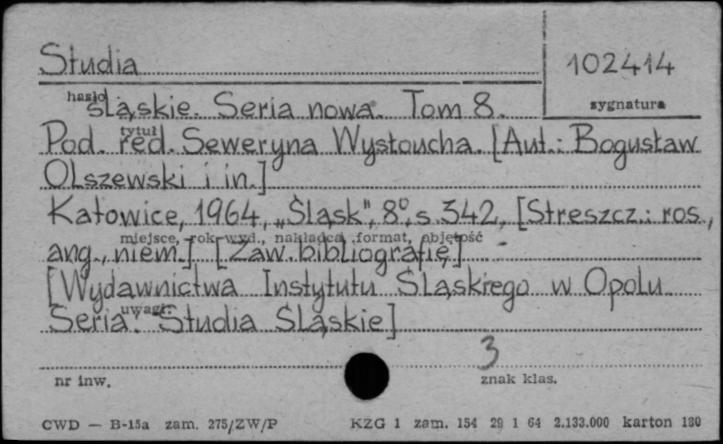 Studia
102414
hasło
sygnatura
śląskie. Seria nowa. Tom 8.
tytuł
Pod. red. Seweryna Wysłoucha. [Aut.: Bogusław
Olszewski i in.]
Katowice, 1964, „Śląsk", 8°, s. 342, [Streszcz.: ros.,
miejsce, rok wyd., nakładca, format, objętość
ang., niem.] [Zaw. bibliografię]
[Wydawnictwa Instytutu Śląskiego w Opolu
uwagi:
Seria: Studia Śląskie]
3
nr inw.
znak klas.
CWD — B-15a zam. 275/ZW/P KZG 1 zam. 154 29 1 64 2.133.000 karton 180